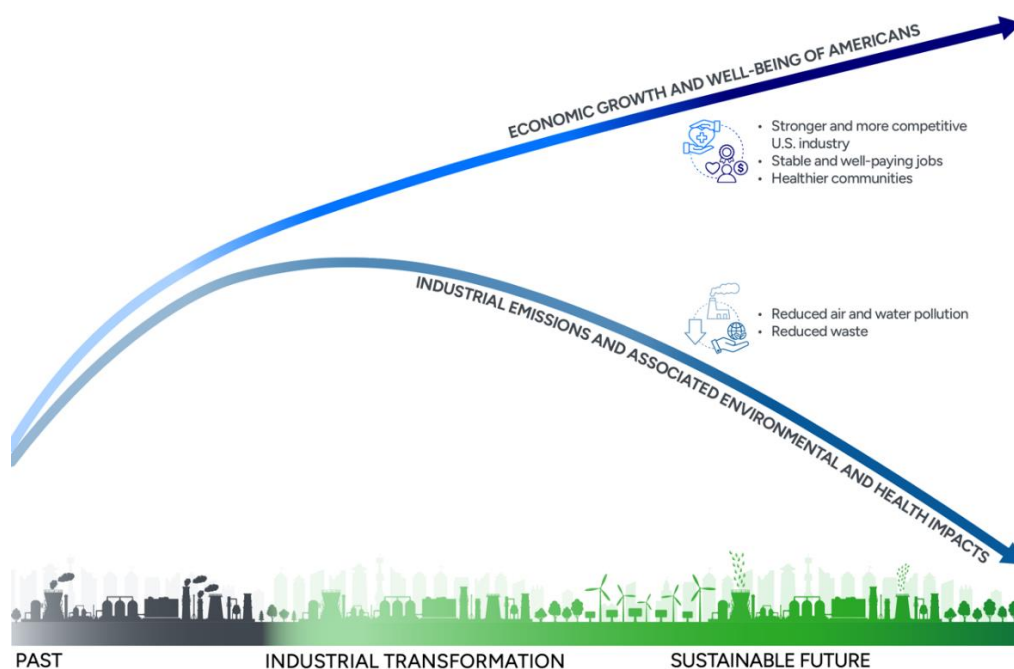 ECONOMIC GROWTH AND WELL-BEING OF AMERICANS
• Stronger and more competitive
U.S. industry
• Stable and well-paying jobs
• Healthier communities
INDUSTRIAL EMISSIONS AND ASSOCIATED ENVIRONMENTAL AND HEALTH IMPACTS
• Reduced air and water pollution
• Reduced waste
PAST
INDUSTRIAL TRANSFORMATION
SUSTAINABLE FUTURE